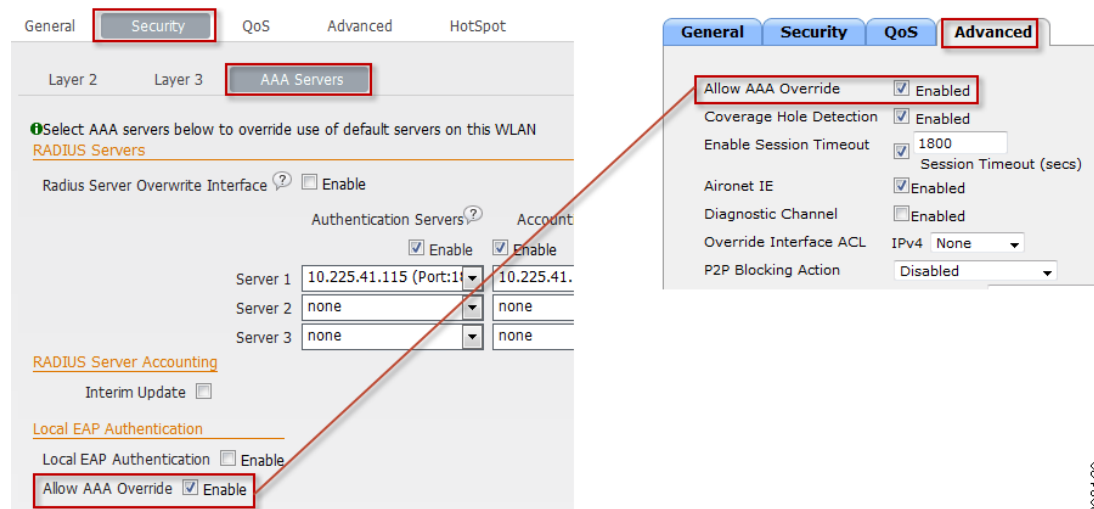 General Security QoS Advanced HotSpot
Layer 2 Layer 3 AAA Servers
Select AAA servers below to override use of default servers on this WLAN
RADIUS Servers
Radius Server Overwrite Interface ? Enable
Authentication Servers ? Account
Enable Enable
Server 1 10.225.41.115 (Port:18 10.225.41.
Server 2 none none
Server 3 none none
RADIUS Server Accounting
Interim Update
Local EAP Authentication
Local EAP Authentication Enable
Allow AAA Override Enable
General Security QoS Advanced
Allow AAA Override Enabled
Coverage Hole Detection Enabled
Enable Session Timeout 1800
Session Timeout (secs)
Aironet IE Enabled
Diagnostic Channel Enabled
Override Interface ACL IPv4 None
P2P Blocking Action Disabled